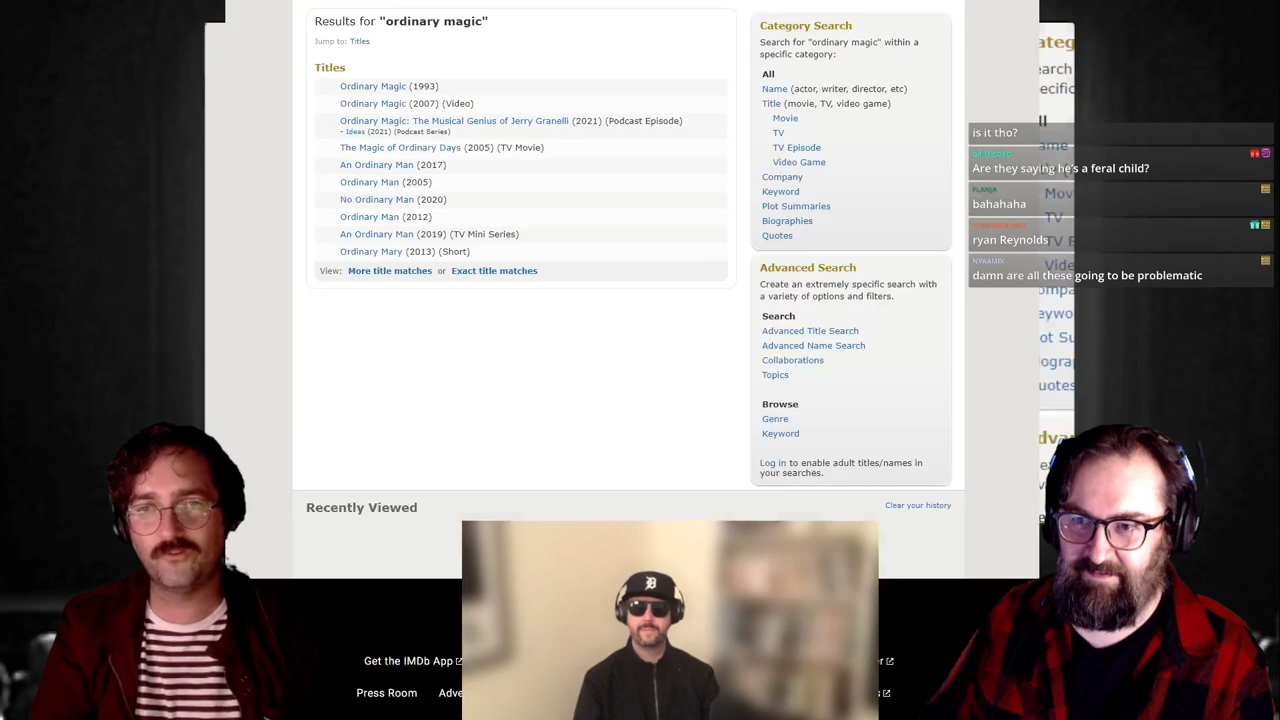 Results for "ordinary magic"
Jump to: Titles
Titles
Ordinary Magic (1993)
Ordinary Magic (2007) (Video)
Ordinary Magic: The Musical Genius of Jerry Granelli (2021) (Podcast Episode)
- Ideas (2021) (Podcast Series)
The Magic of Ordinary Days (2005) (TV Movie)
An Ordinary Man (2017)
Ordinary Man (2005)
No Ordinary Man (2020)
Ordinary Man (2012)
An Ordinary Man (2019) (TV Mini Series)
Ordinary Mary (2013) (Short)
View: More title matches or Exact title matches
Category Search
Search for "ordinary magic" within a
specific category:
All
Name (actor, writer, director, etc)
Title (movie, TV, video game)
Movie
TV
TV Episode
Video Game
Company
Keyword
Plot Summaries
Biographies
Quotes
Advanced Search
Create an extremely specific search with
a variety of options and filters.
Search
Advanced Title Search
Advanced Name Search
Collaborations
Topics
Browse
Genre
Keyword
Log in to enable adult titles/names in
your searches.
Recently Viewed
Clear your history
Get the IMDb App
Press Room Adve
is it tho?
Are they saying he's a feral child?
PLANJA
bahahaha
ryan Reynolds
NYAAMIX
damn are all these going to be problematic
D